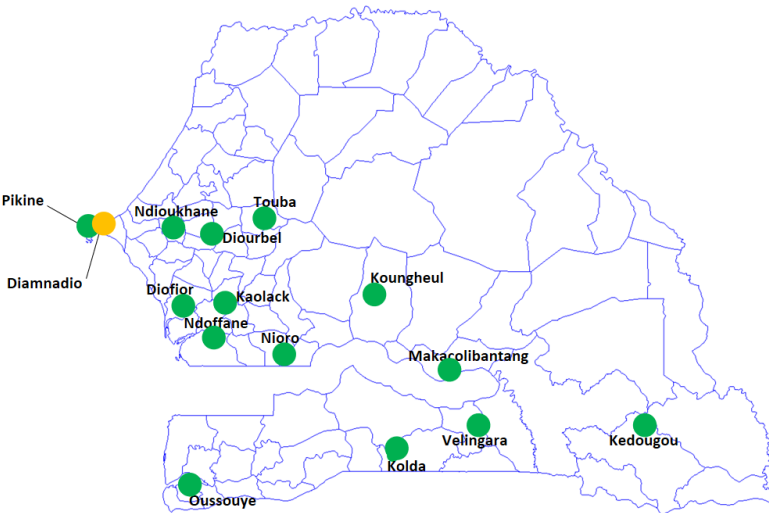 Pikine
Ndioukhane
Touba
Diourbel
Diamnadio
Koungheul
Diofior
Kaolack
Ndoffane
Nioro
Makacolibantang
Velingara
Kedougou
Kolda
Oussouye